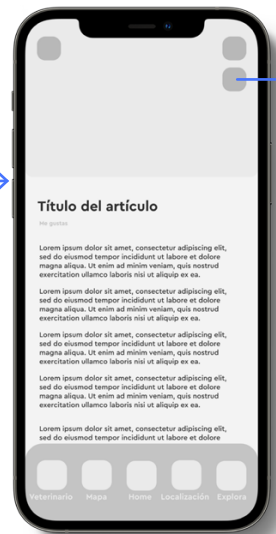 Título del artículo
Me gustas
Lorem ipsum dolor sit amet, consectetur adipiscing elit,
sed do eiusmod tempor incididunt ut labore et dolore
magna aliqua. Ut enim ad minim veniam, quis nostrud
exercitation ullamco laboris nisi ut aliquip ex ea.
Lorem ipsum dolor sit amet, consectetur adipiscing elit,
sed do eiusmod tempor incididunt ut labore et dolore
magna aliqua. Ut enim ad minim veniam, quis nostrud
exercitation ullamco laboris nisi ut aliquip ex ea.
Lorem ipsum dolor sit amet, consectetur adipiscing elit,
sed do eiusmod tempor incididunt ut labore et dolore
magna aliqua. Ut enim ad minim veniam, quis nostrud
exercitation ullamco laboris nisi ut aliquip ex ea.
Lorem ipsum dolor sit amet, consectetur adipiscing elit,
sed do eiusmod tempor incididunt ut labore et dolore
magna aliqua. Ut enim ad minim veniam, quis nostrud
exercitation ullamco laboris nisi ut aliquip ex ea.
Lorem ipsum dolor sit amet, consectetur adipiscing elit,
sed do eiusmod tempor incididunt ut labore et dolore
Veterinario Mapa Home Localización Explora